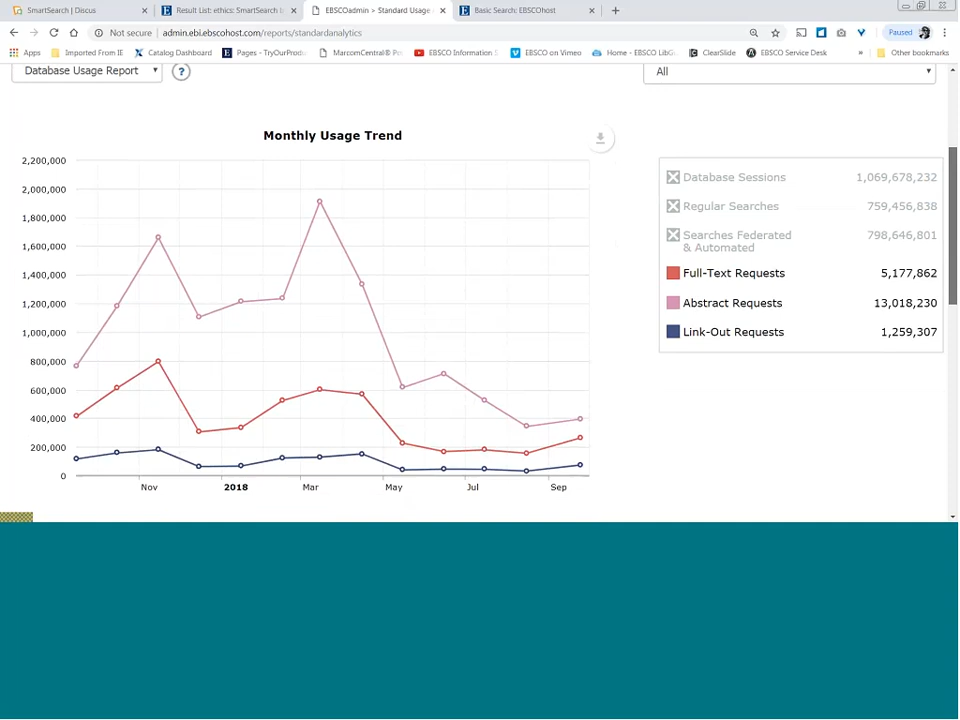 SmartSearch | Discus
Result List: ethics: SmartSearch
EBSCOadmin > Standard Usage
Basic Search: EBSCOhost
Not secure | admin.ebi.ebscohost.com/reports/standardanalytics
Paused
Apps
Imported From IE
Catalog Dashboard
Pages - TryOurProd
MarcomCentral® Po
EBSCO Information S
EBSCO on Vimeo
Home - EBSCO LibG
ClearSlide
EBSCO Service Desk
»
Other bookmarks
Database Usage Report
?
All
Monthly Usage Trend
2,200,000
2,000,000
1,800,000
1,600,000
1,400,000
1,200,000
1,000,000
800,000
600,000
400,000
200,000
0
Nov
2018
Mar
May
Jul
Sep
Database Sessions 1,069,678,232
Regular Searches 759,456,838
Searches Federated 798,646,801
& Automated
Full-Text Requests 5,177,862
Abstract Requests 13,018,230
Link-Out Requests 1,259,307